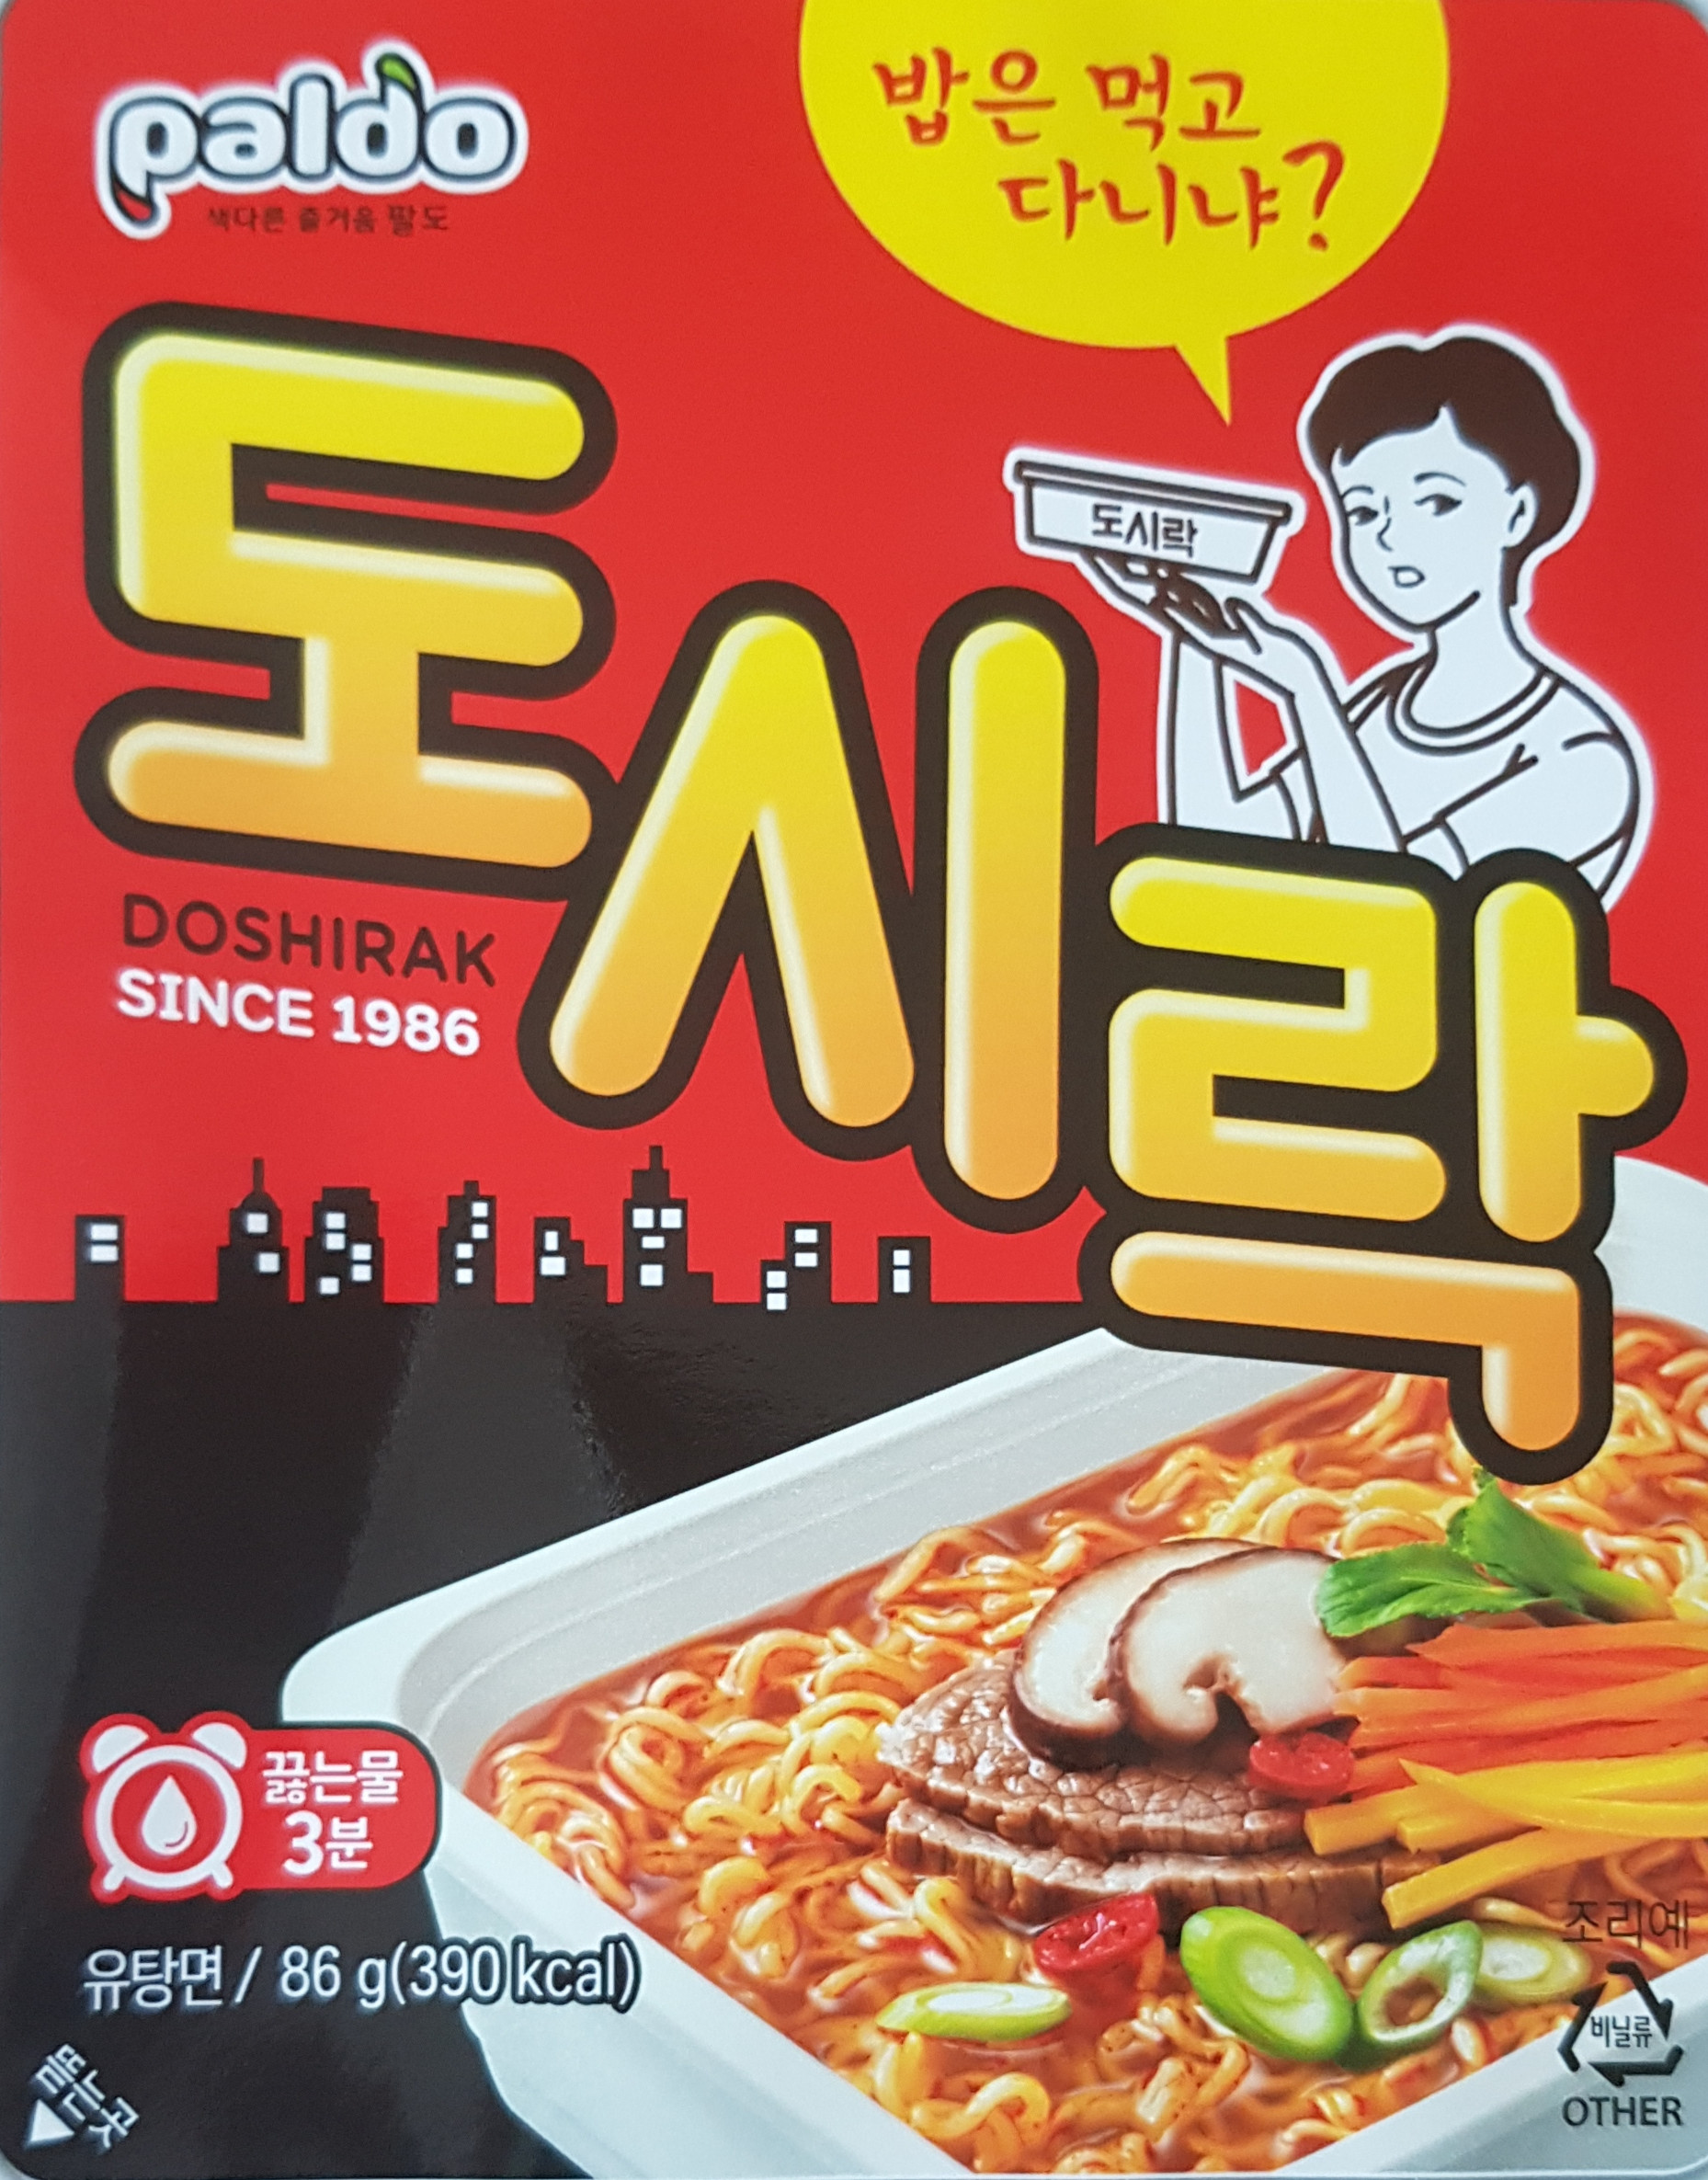 paldo
색다른 즐거움 팔도
밥은 먹고
다니냐?
도시락
도시락
DOSHIRAK
SINCE 1986
끓는물
3분
유탕면 / 86 g(390 kcal)
뜯는곳
조리예
비닐류
OTHER